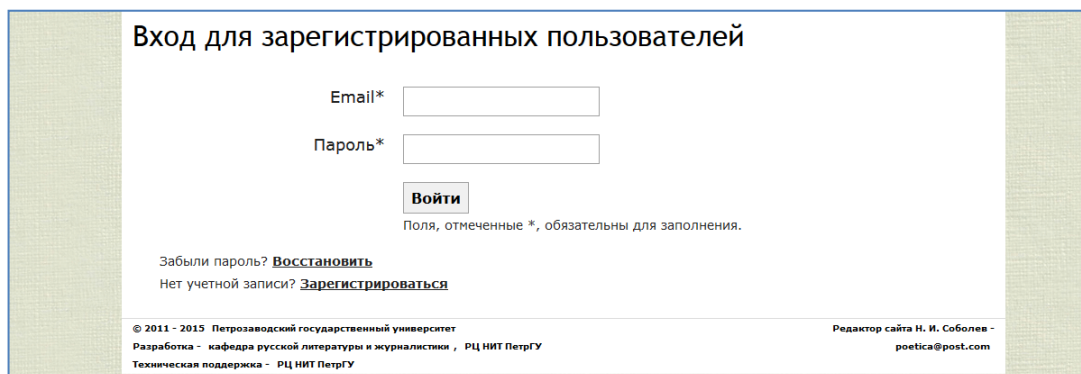 Вход для зарегистрированных пользователей
Email*
Пароль*
Войти
Поля, отмеченные *, обязательны для заполнения.
Забыли пароль? Восстановить
Нет учетной записи? Зарегистрироваться
© 2011 - 2015 Петрозаводский государственный университет
Разработка - кафедра русской литературы и журналистики , РЦ НИТ ПетрГУ
Техническая поддержка - РЦ НИТ ПетрГУ
Редактор сайта Н. И. Соболев -
poetica@post.com